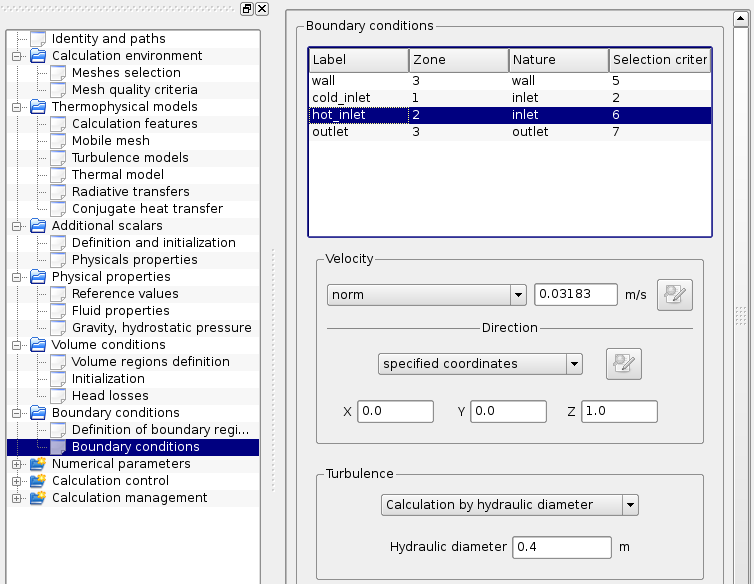 Identity and paths
Calculation environment
Meshes selection
Mesh quality criteria
Thermophysical models
Calculation features
Mobile mesh
Turbulence models
Thermal model
Radiative transfers
Conjugate heat transfer
Additional scalars
Definition and initialization
Physicals properties
Physical properties
Reference values
Fluid properties
Gravity, hydrostatic pressure
Volume conditions
Volume regions definition
Initialization
Head losses
Boundary conditions
Definition of boundary regi...
Boundary conditions
Numerical parameters
Calculation control
Calculation management
Boundary conditions
Label Zone Nature Selection criter
wall 3 wall 5
cold_inlet 1 inlet 2
hot_inlet 2 inlet 6
outlet 3 outlet 7
Velocity
norm 0.03183 m/s
Direction
specified coordinates
X 0.0 Y 0.0 Z 1.0
Turbulence
Calculation by hydraulic diameter
Hydraulic diameter 0.4 m